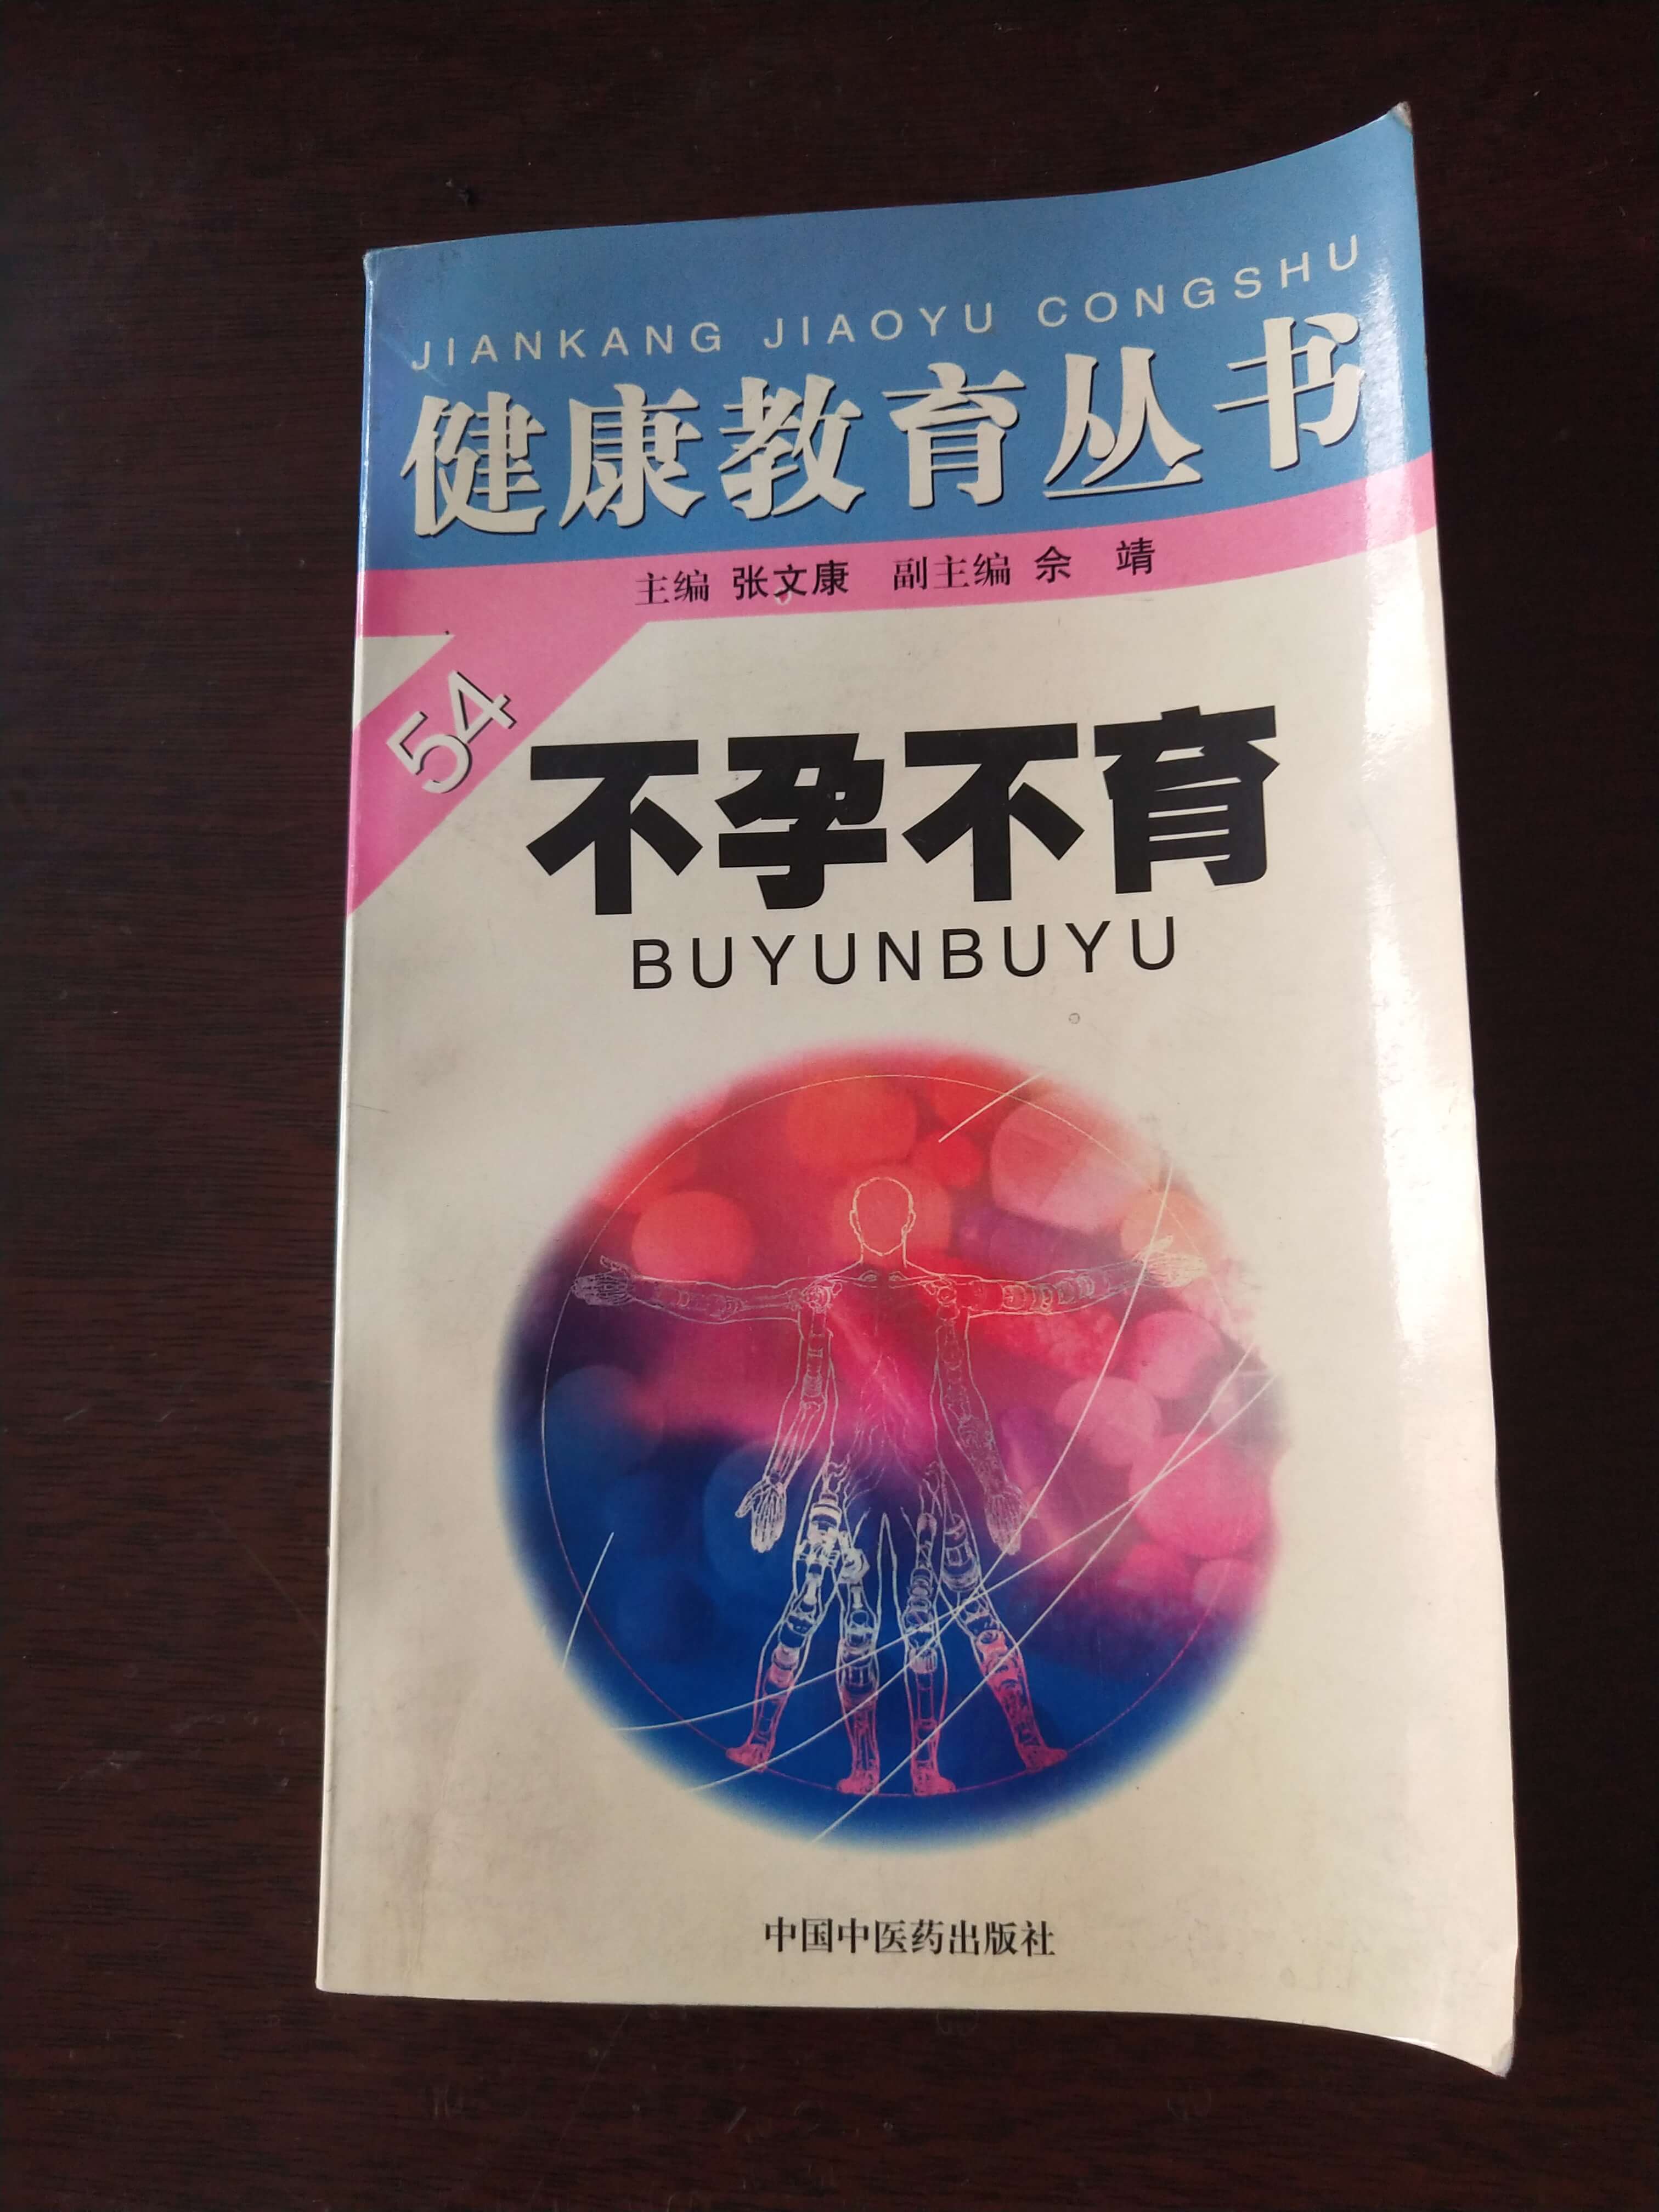 JIANKANG JIAOYU CONGSHU
健康教育丛书
主编 张文康 副主编 佘 靖
54
不孕不育
BUYUNBUYU
中国中医药出版社